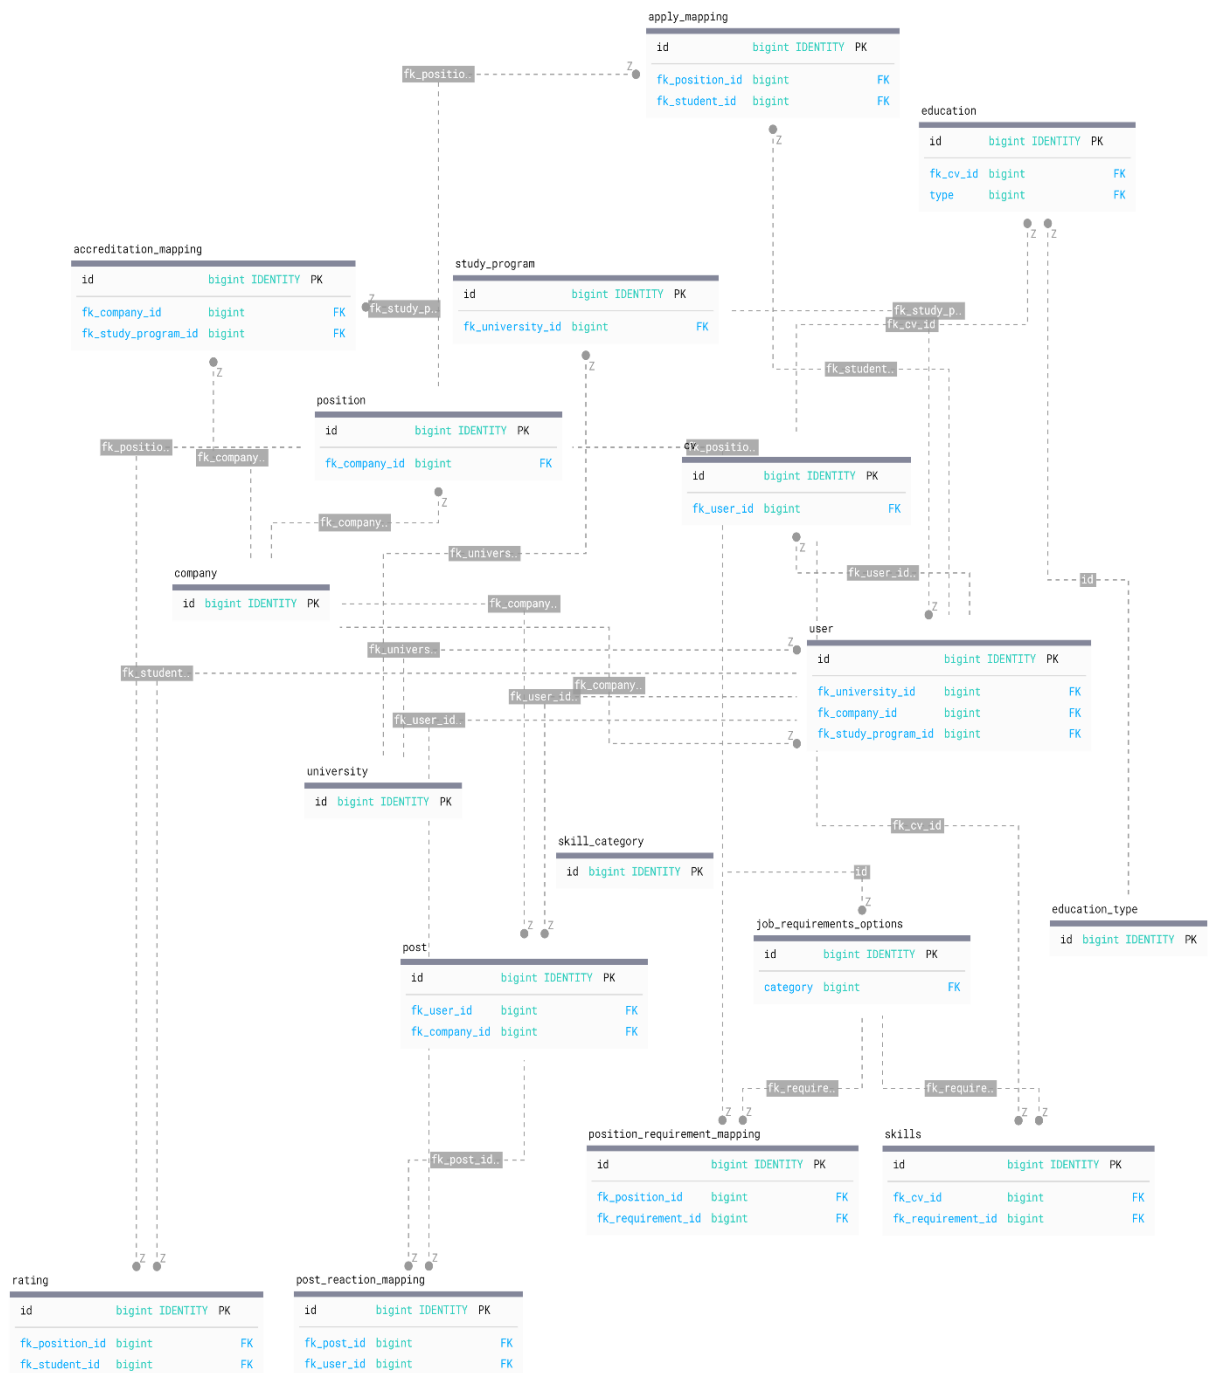 apply_mapping
id bigint IDENTITY PK
fk_position_id bigint FK
fk_student_id bigint FK
fk_positio..
Z
Z
education
id bigint IDENTITY PK
fk_cv_id bigint FK
type bigint FK
Z Z
accreditation_mapping
id bigint IDENTITY PK
fk_company_id bigint FK
fk_study_program_id bigint FK
Z
fk_study_p..
Z
study_program
id bigint IDENTITY PK
fk_university_id bigint FK
Z
fk_study_p..
fk_cv_id
fk_student..
position
id bigint IDENTITY PK
fk_company_id bigint FK
Z
fk_positio..
fk_company..
fk_positio..
cv
id bigint IDENTITY PK
fk_user_id bigint FK
Z
fk_company..
fk_univers..
fk_user_id..
id
company
id bigint IDENTITY PK
fk_company..
Z
user
id bigint IDENTITY PK
fk_university_id bigint FK
fk_company_id bigint FK
fk_study_program_id bigint FK
fk_univers..
Z
fk_student..
fk_company..
fk_user_id..
fk_user_id..
Z
university
id bigint IDENTITY PK
fk_cv_id
skill_category
id bigint IDENTITY PK
id
Z
job_requirements_options
id bigint IDENTITY PK
category bigint FK
education_type
id bigint IDENTITY PK
Z Z
post
id bigint IDENTITY PK
fk_user_id bigint FK
fk_company_id bigint FK
fk_require..
fk_require..
Z Z
Z Z
position_requirement_mapping
id bigint IDENTITY PK
fk_position_id bigint FK
fk_requirement_id bigint FK
skills
id bigint IDENTITY PK
fk_cv_id bigint FK
fk_requirement_id bigint FK
fk_post_id..
Z Z
Z Z
rating
id bigint IDENTITY PK
fk_position_id bigint FK
fk_student_id bigint FK
post_reaction_mapping
id bigint IDENTITY PK
fk_post_id bigint FK
fk_user_id bigint FK